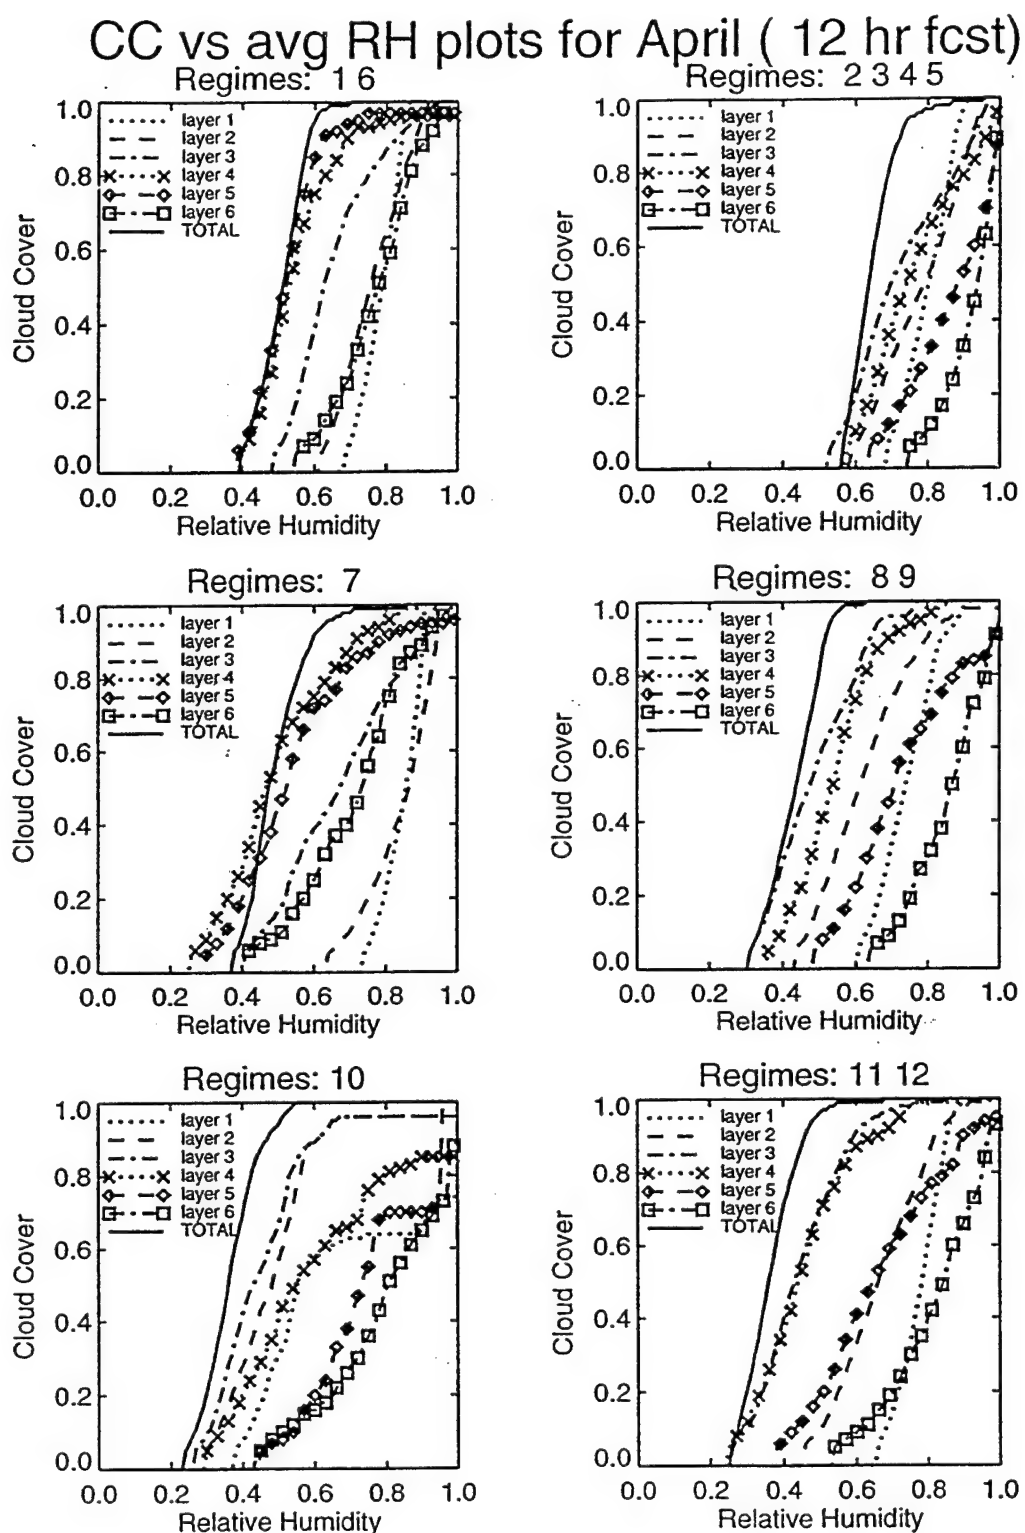 CC vs avg RH plots for April ( 12 hr fcst)
Regimes: 1 6
1.0
0.8
0.6
0.4
0.2
0.0
Cloud Cover
layer 1
layer 2
layer 3
layer 4
layer 5
layer 6
TOTAL
0.0 0.2 0.4 0.6 0.8 1.0
Relative Humidity
Regimes: 2 3 4 5
1.0
0.8
0.6
0.4
0.2
0.0
Cloud Cover
layer 1
layer 2
layer 3
layer 4
layer 5
layer 6
TOTAL
0.0 0.2 0.4 0.6 0.8 1.0
Relative Humidity
Regimes: 7
1.0
0.8
0.6
0.4
0.2
0.0
Cloud Cover
layer 1
layer 2
layer 3
layer 4
layer 5
layer 6
TOTAL
0.0 0.2 0.4 0.6 0.8 1.0
Relative Humidity
Regimes: 8 9
1.0
0.8
0.6
0.4
0.2
0.0
Cloud Cover
layer 1
layer 2
layer 3
layer 4
layer 5
layer 6
TOTAL
0.0 0.2 0.4 0.6 0.8 1.0
Relative Humidity
Regimes: 10
1.0
0.8
0.6
0.4
0.2
0.0
Cloud Cover
layer 1
layer 2
layer 3
layer 4
layer 5
layer 6
TOTAL
0.0 0.2 0.4 0.6 0.8 1.0
Relative Humidity
Regimes: 11 12
1.0
0.8
0.6
0.4
0.2
0.0
Cloud Cover
layer 1
layer 2
layer 3
layer 4
layer 5
layer 6
TOTAL
0.0 0.2 0.4 0.6 0.8 1.0
Relative Humidity